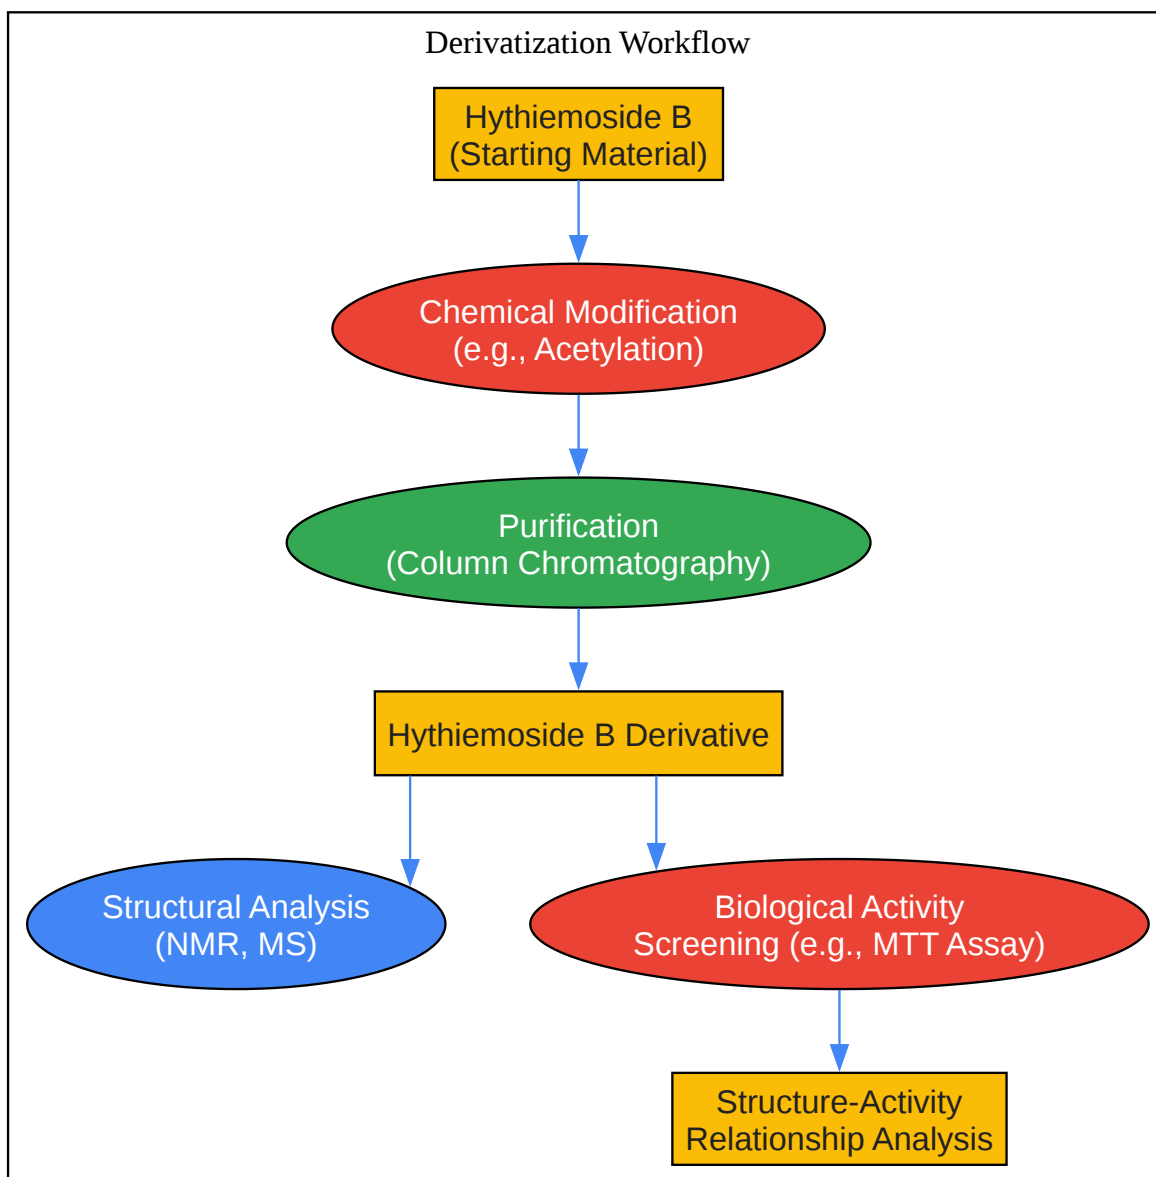 Derivatization Workflow
Hythiemoside B
(Starting Material)
Chemical Modification
(e.g., Acetylation)
Purification
(Column Chromatography)
Hythiemoside B Derivative
Structural Analysis
(NMR, MS)
Biological Activity
Screening (e.g., MTT Assay)
Structure-Activity
Relationship Analysis